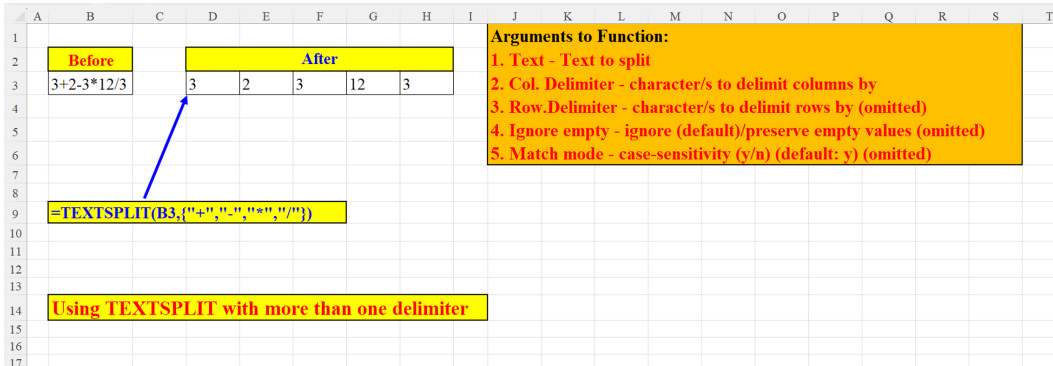 A B C D E F G H I J K L M N O P Q R S T
1 Arguments to Function:
2 Before After 1. Text - Text to split
3 3+2-3*12/3 3 2 3 12 3 2. Col. Delimiter - character/s to delimit columns by
4 3. Row.Delimiter - character/s to delimit rows by (omitted)
5 4. Ignore empty - ignore (default)/preserve empty values (omitted)
6 5. Match mode - case-sensitivity (y/n) (default: y) (omitted)
7
8
9 =TEXTSPLIT(B3,{"+","-","*","/"})
10
11
12
13
14 Using TEXTSPLIT with more than one delimiter
15
16
17